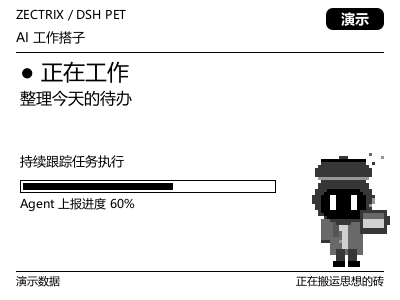 ZECTRIX / DSH PET
演示
AI 工作搭子
● 正在工作
整理今天的待办
持续跟踪任务执行
Agent 上报进度 60%
演示数据
正在搬运思想的砖